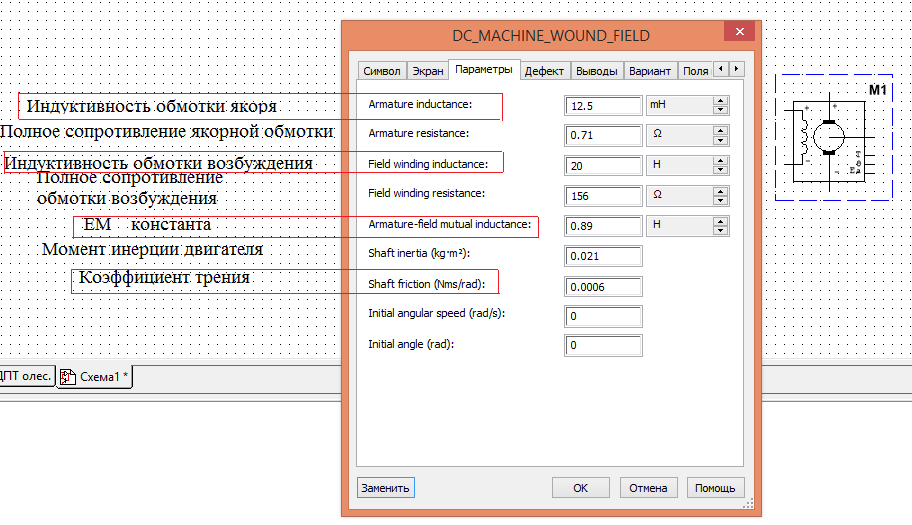 DC_MACHINE_WOUND_FIELD
Символ Экран Параметры Дефект Выводы Вариант Поля
Индуктивность обмотки якоря Armature inductance: 12.5 mH
Полное сопротивление якорной обмотки Armature resistance: 0.71 Ω
Индуктивность обмотки возбуждения Field winding inductance: 20 H
Полное сопротивление
обмотки возбуждения Field winding resistance: 156 Ω
ЕМ константа Armature-field mutual inductance: 0.89 H
Момент инерции двигателя Shaft inertia (kg·m²): 0.021
Коэффициент трения Shaft friction (Nms/rad): 0.0006
Initial angular speed (rad/s): 0
Initial angle (rad): 0
M1
ДПТ олес. Схема1 *
Заменить OK Отмена Помощь